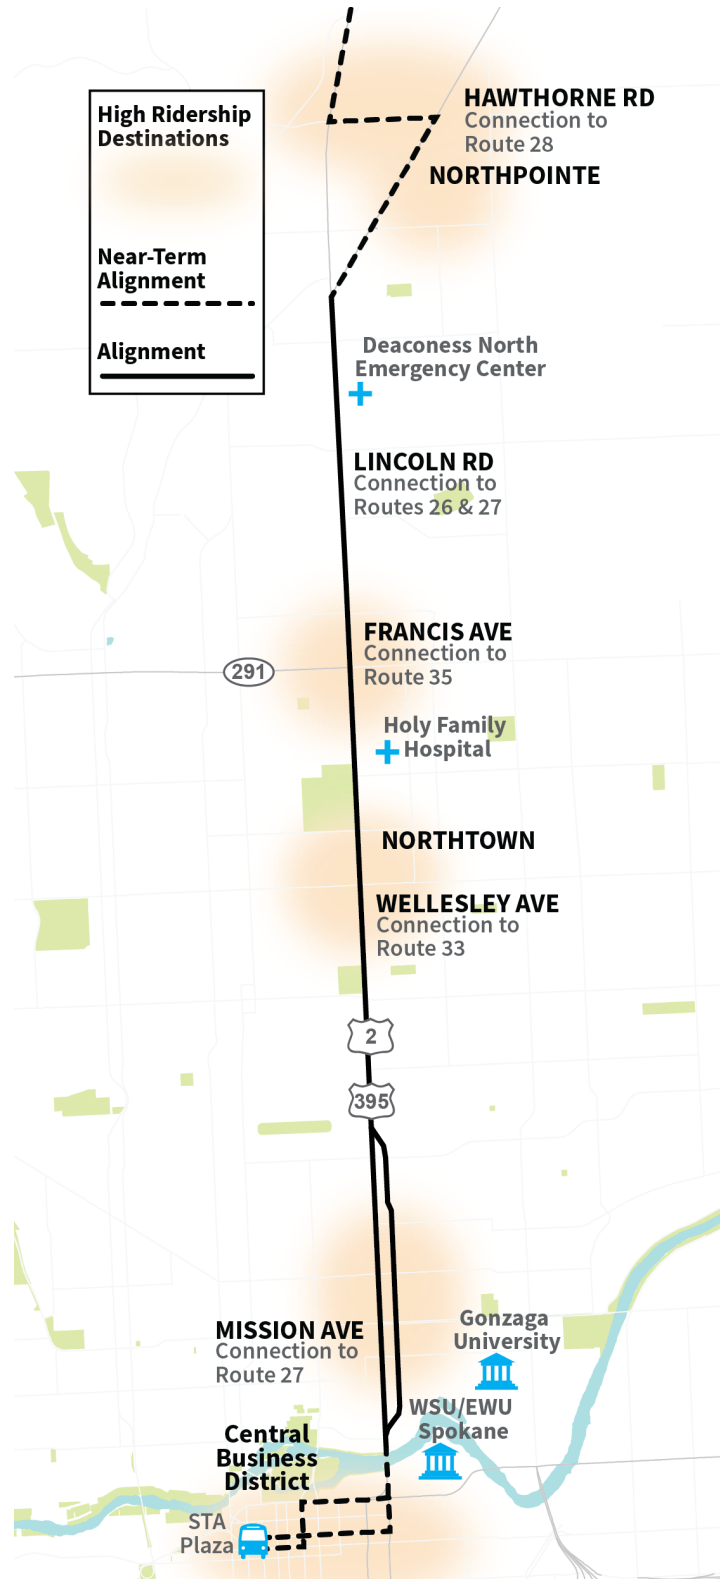 High Ridership
Destinations
Near-Term
Alignment
Alignment
HAWTHORNE RD
Connection to
Route 28
NORTHPOINTE
Deaconess North
Emergency Center
LINCOLN RD
Connection to
Routes 26 & 27
FRANCIS AVE
Connection to
Route 35
291
Holy Family
Hospital
NORTHTOWN
WELLESLEY AVE
Connection to
Route 33
2
395
MISSION AVE
Connection to
Route 27
Gonzaga
University
WSU/EWU
Spokane
Central
Business
District
STA
Plaza